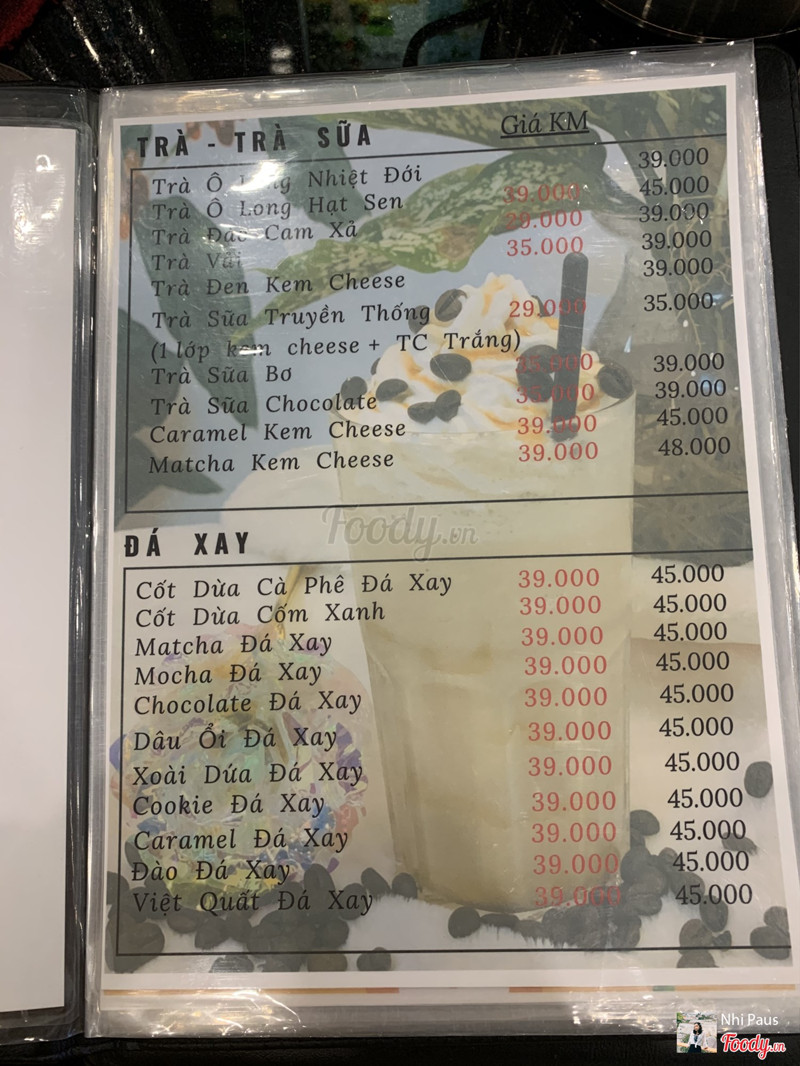 TRÀ - TRÀ SỮA Giá KM
Trà Ô Long Nhiệt Đới 39.000
Trà Ô Long Hạt Sen 39.000 45.000
Trà Đào Cam Xả 29.000 39.000
Trà Vải 35.000 39.000
Trà Đen Kem Cheese 39.000
Trà Sữa Truyền Thống 29.000 35.000
(1 lớp kem cheese + TC Trắng)
Trà Sữa Bơ 39.000
Trà Sữa Chocolate 35.000 39.000
Caramel Kem Cheese 39.000 45.000
Matcha Kem Cheese 39.000 48.000
Foody.vn
ĐÁ XAY
Cốt Dừa Cà Phê Đá Xay 39.000 45.000
Cốt Dừa Cốm Xanh 39.000 45.000
Matcha Đá Xay 39.000 45.000
Mocha Đá Xay 39.000 45.000
Chocolate Đá Xay 39.000 45.000
Dâu Ổi Đá Xay 39.000 45.000
Xoài Dứa Đá Xay 39.000 45.000
Cookie Đá Xay 39.000 45.000
Caramel Đá Xay 39.000 45.000
Đào Đá Xay 39.000 45.000
Việt Quất Đá Xay 39.000 45.000
Nhi Paus
Foody.vn